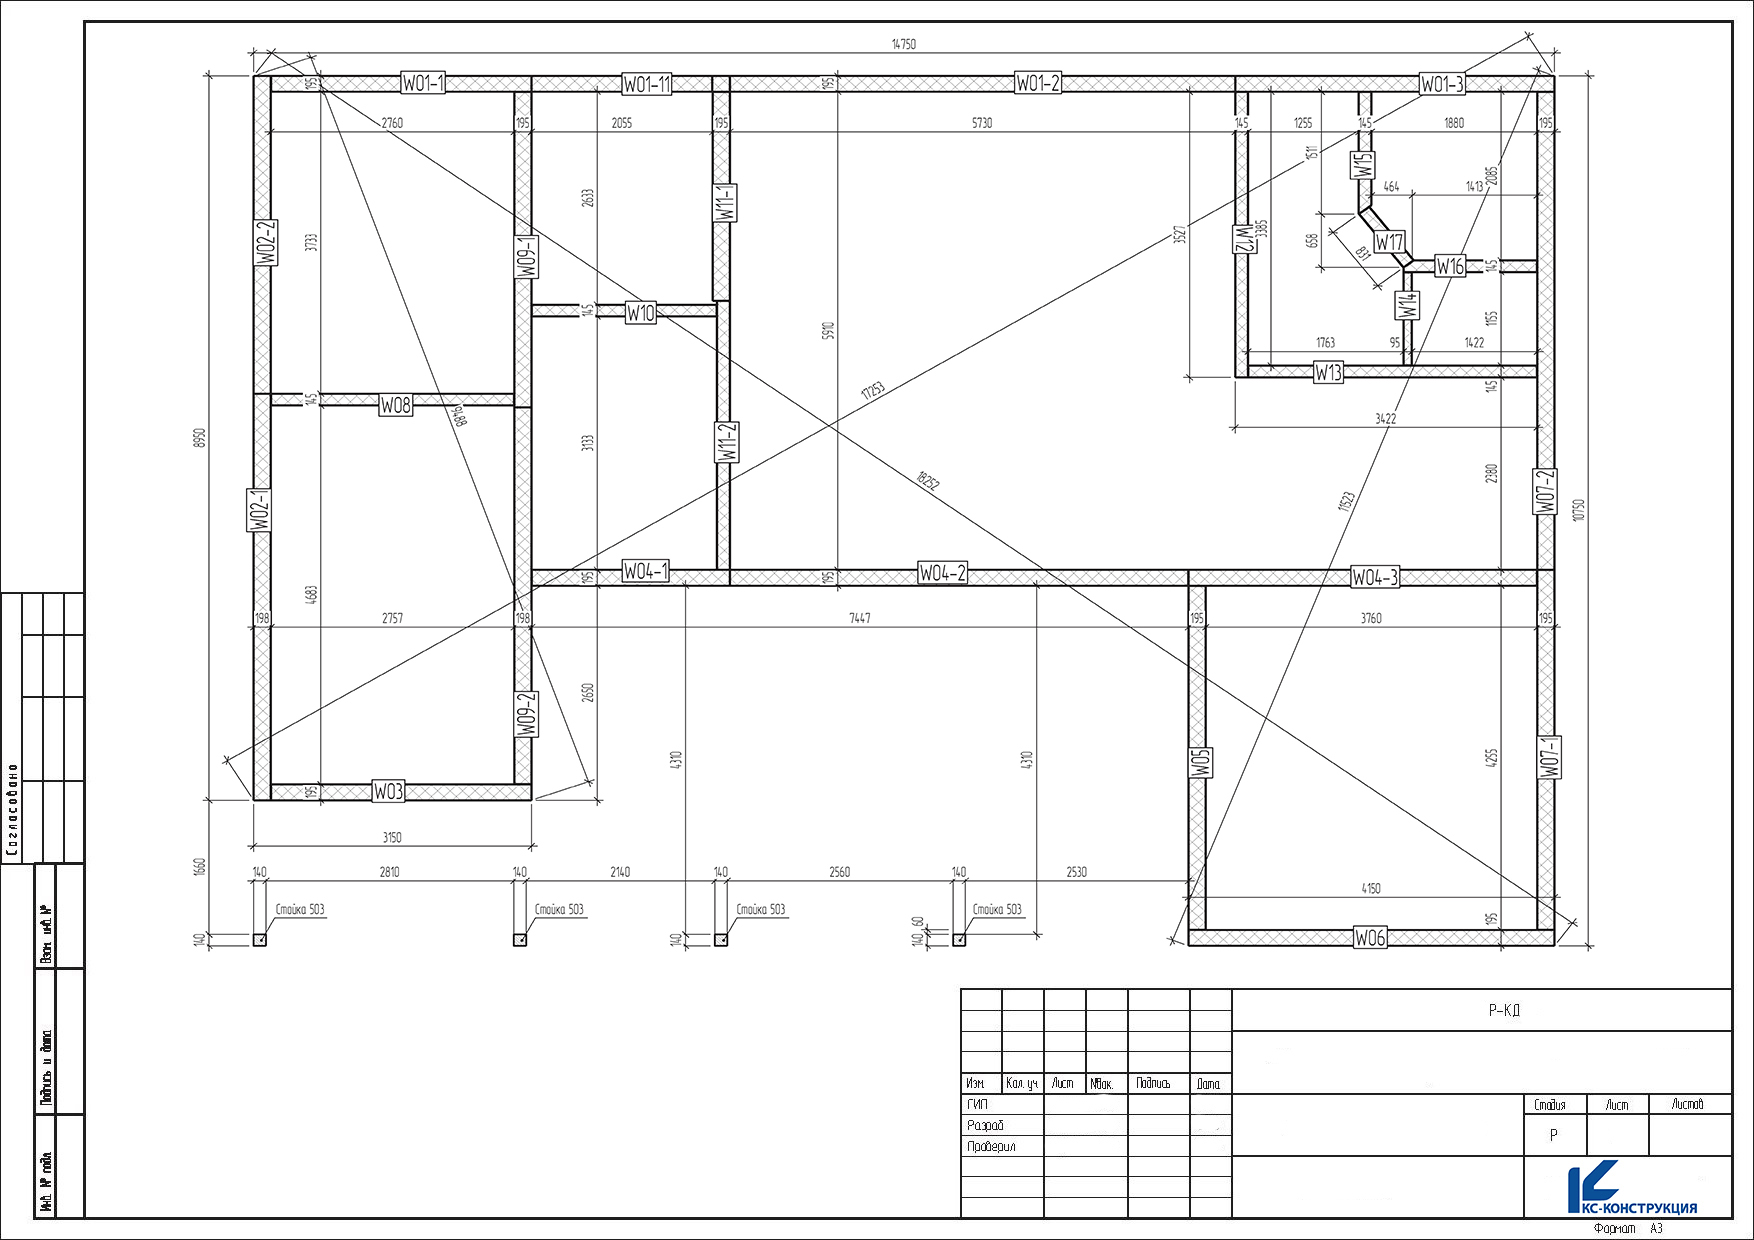 14750
W01-1
W01-11
W01-2
W01-3
195
195
2760
195
2055
195
5730
145
1255
145
1880
195
W02-2
3733
W09-1
2633
W11-1
3527
W12
3385
1511
W15
464
1413
2085
658
W17
831
W16
145
W14
1155
145
W10
5910
1763
95
1422
W13
145
3422
145
W08
9488
17253
8950
3133
W11-2
18252
11523
2380
W07-2
10750
W02-1
195
W04-1
195
W04-2
W04-3
4683
198
2757
198
7447
195
3760
195
2650
W09-2
4310
4310
W05
4255
W07-1
195
W03
3150
1660
140
2810
140
2140
140
2560
140
2530
4150
195
Стойка 503
Стойка 503
Стойка 503
Стойка 503
140
140
60
140
W06
Согласовано
Взам. инв. №
Подпись и дата
Инв. № подл.
Р-КД
Изм.
Кол. уч.
Лист
№док.
Подпись
Дата
ГИП
Разраб
Проверил
Стадия
Лист
Листов
Р
КС-КОНСТРУКЦИЯ
Формат А3